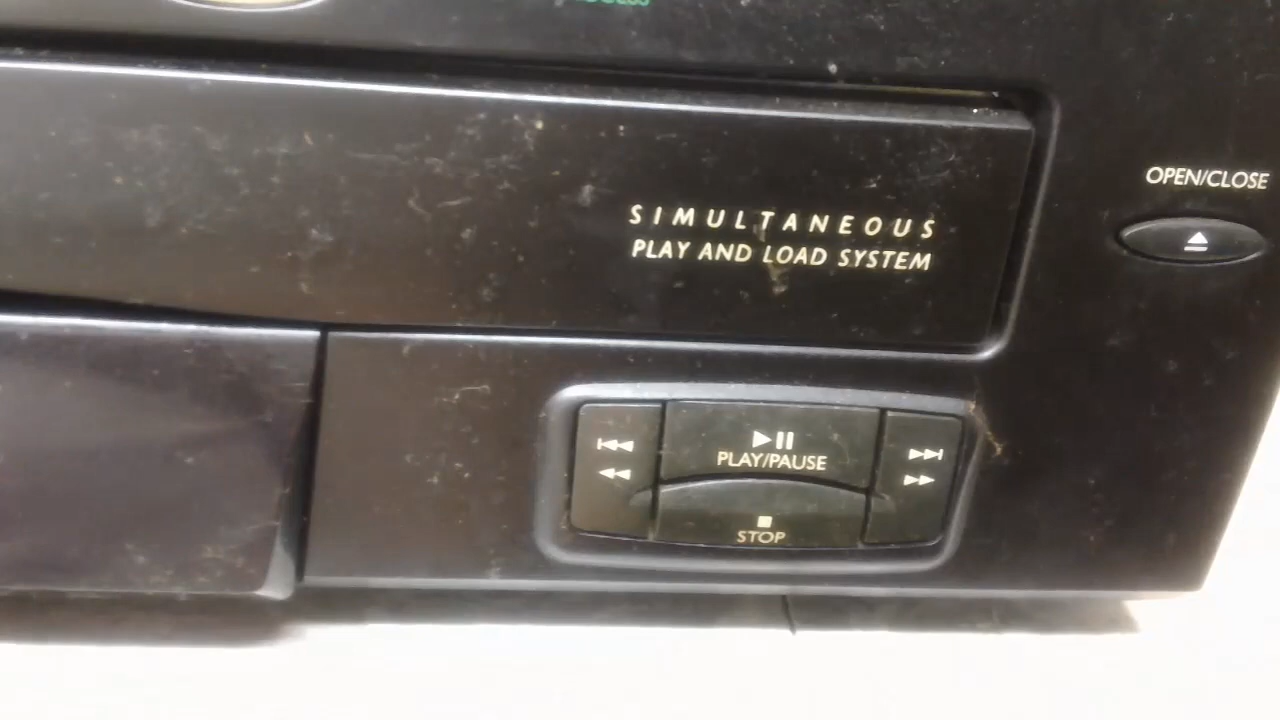 OPEN/CLOSE
SIMULTANEOUS
PLAY AND LOAD SYSTEM
PLAY/PAUSE
STOP